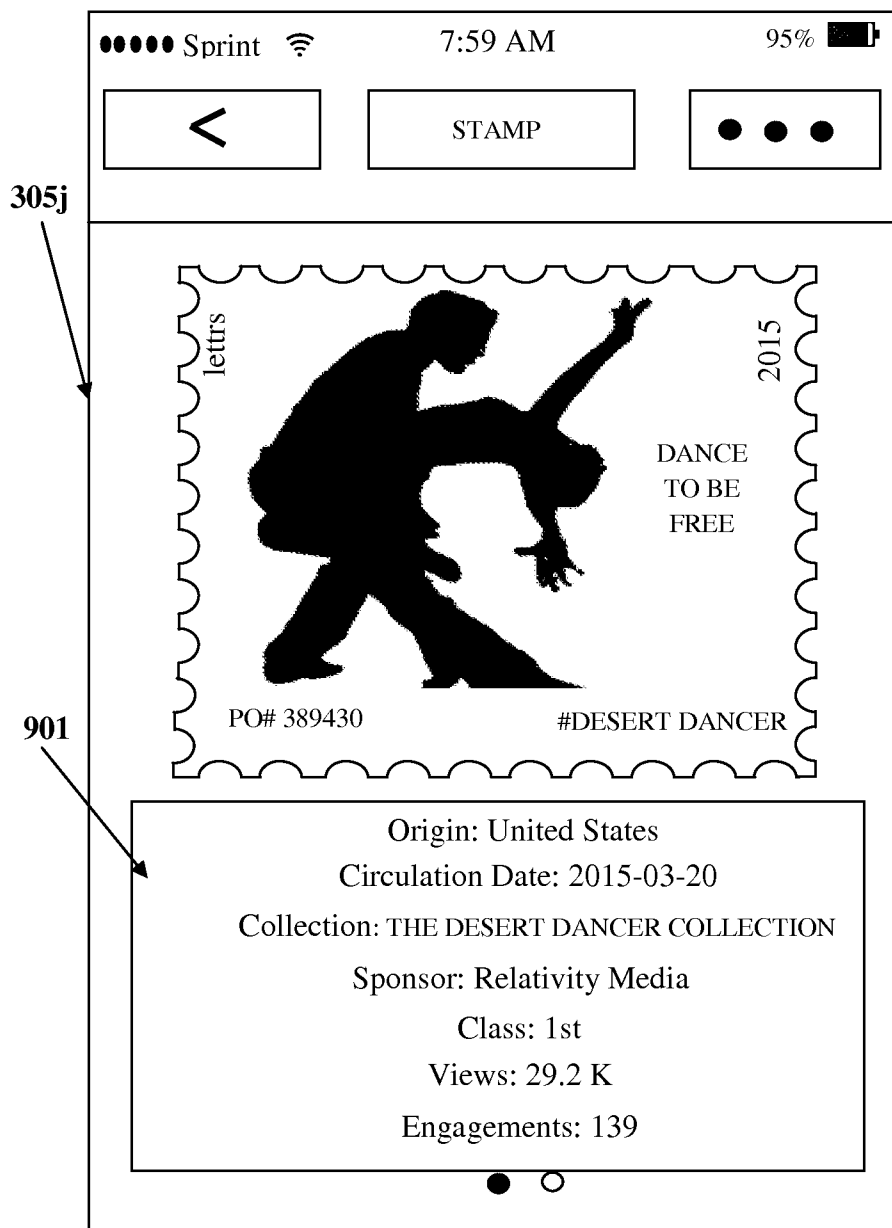 Sprint 7:59 AM 95%
< STAMP
305j
lettrs
2015
DANCE
TO BE
FREE
PO# 389430 #DESERT DANCER
901
Origin: United States
Circulation Date: 2015-03-20
Collection: THE DESERT DANCER COLLECTION
Sponsor: Relativity Media
Class: 1st
Views: 29.2 K
Engagements: 139